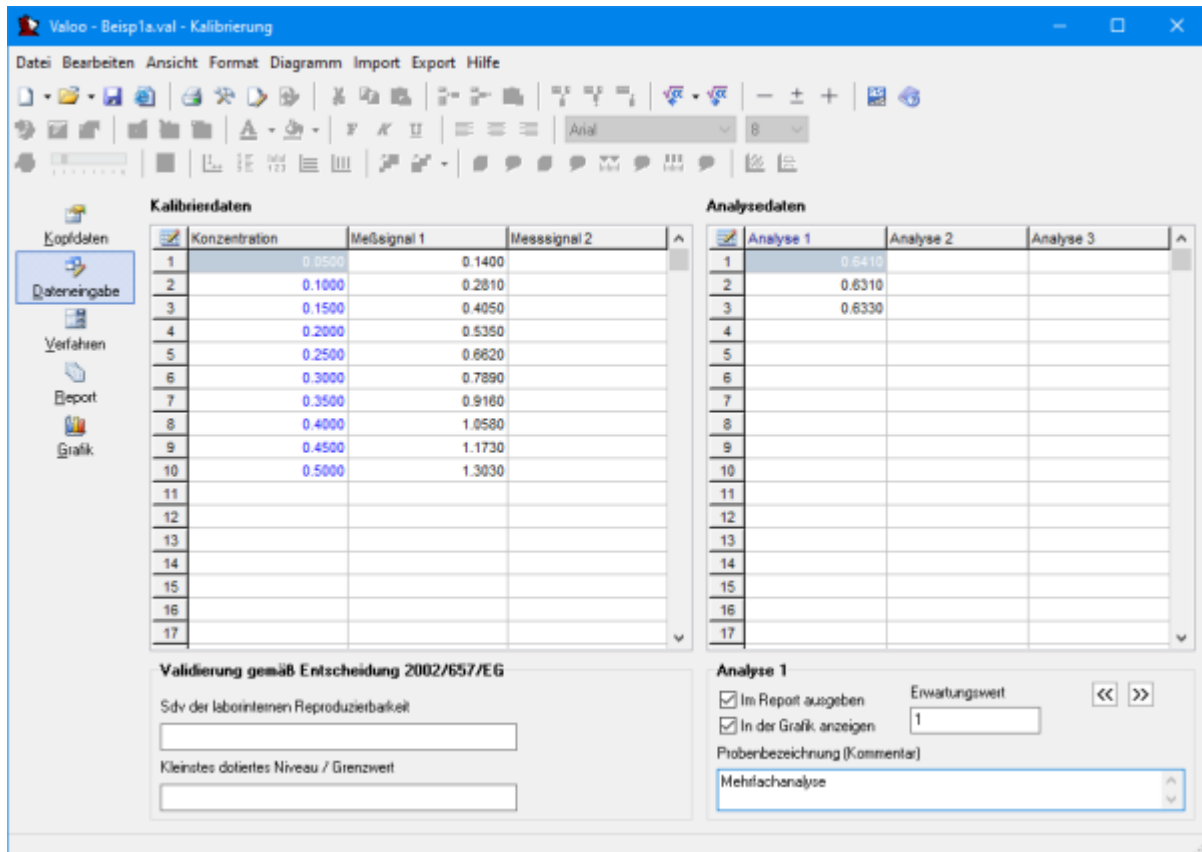 Valoo - Beisp1a.val - Kalibrierung
Datei Bearbeiten Ansicht Format Diagramm Import Export Hilfe
A F K U Arial 8
Kopfdaten
Dateneingabe
Verfahren
Report
Grafik
Kalibrierdaten
Konzentration Meßsignal 1 Messsignal 2
1 0.0500 0.1400
2 0.1000 0.2810
3 0.1500 0.4050
4 0.2000 0.5350
5 0.2500 0.6620
6 0.3000 0.7890
7 0.3500 0.9160
8 0.4000 1.0580
9 0.4500 1.1730
10 0.5000 1.3030
11
12
13
14
15
16
17
Analysedaten
Analyse 1 Analyse 2 Analyse 3
1 0.6410
2 0.6310
3 0.6330
4
5
6
7
8
9
10
11
12
13
14
15
16
17
Validierung gemäß Entscheidung 2002/657/EG
Sdv der laborinternen Reproduzierbarkeit
Kleinstes dotiertes Niveau / Grenzwert
Analyse 1
Im Report ausgeben
In der Grafik anzeigen
Erwartungswert
1
<< >>
Probenbezeichnung (Kommentar)
Mehrfachanalyse